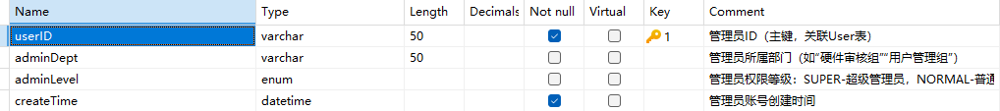 Name Type Length Decimals Not null Virtual Key Comment
userID varchar 50 1 管理员ID（主键，关联User表）
adminDept varchar 50 管理员所属部门（如“硬件审核组”“用户管理组”）
adminLevel enum 管理员权限等级：SUPER-超级管理员，NORMAL-普通
createTime datetime 管理员账号创建时间